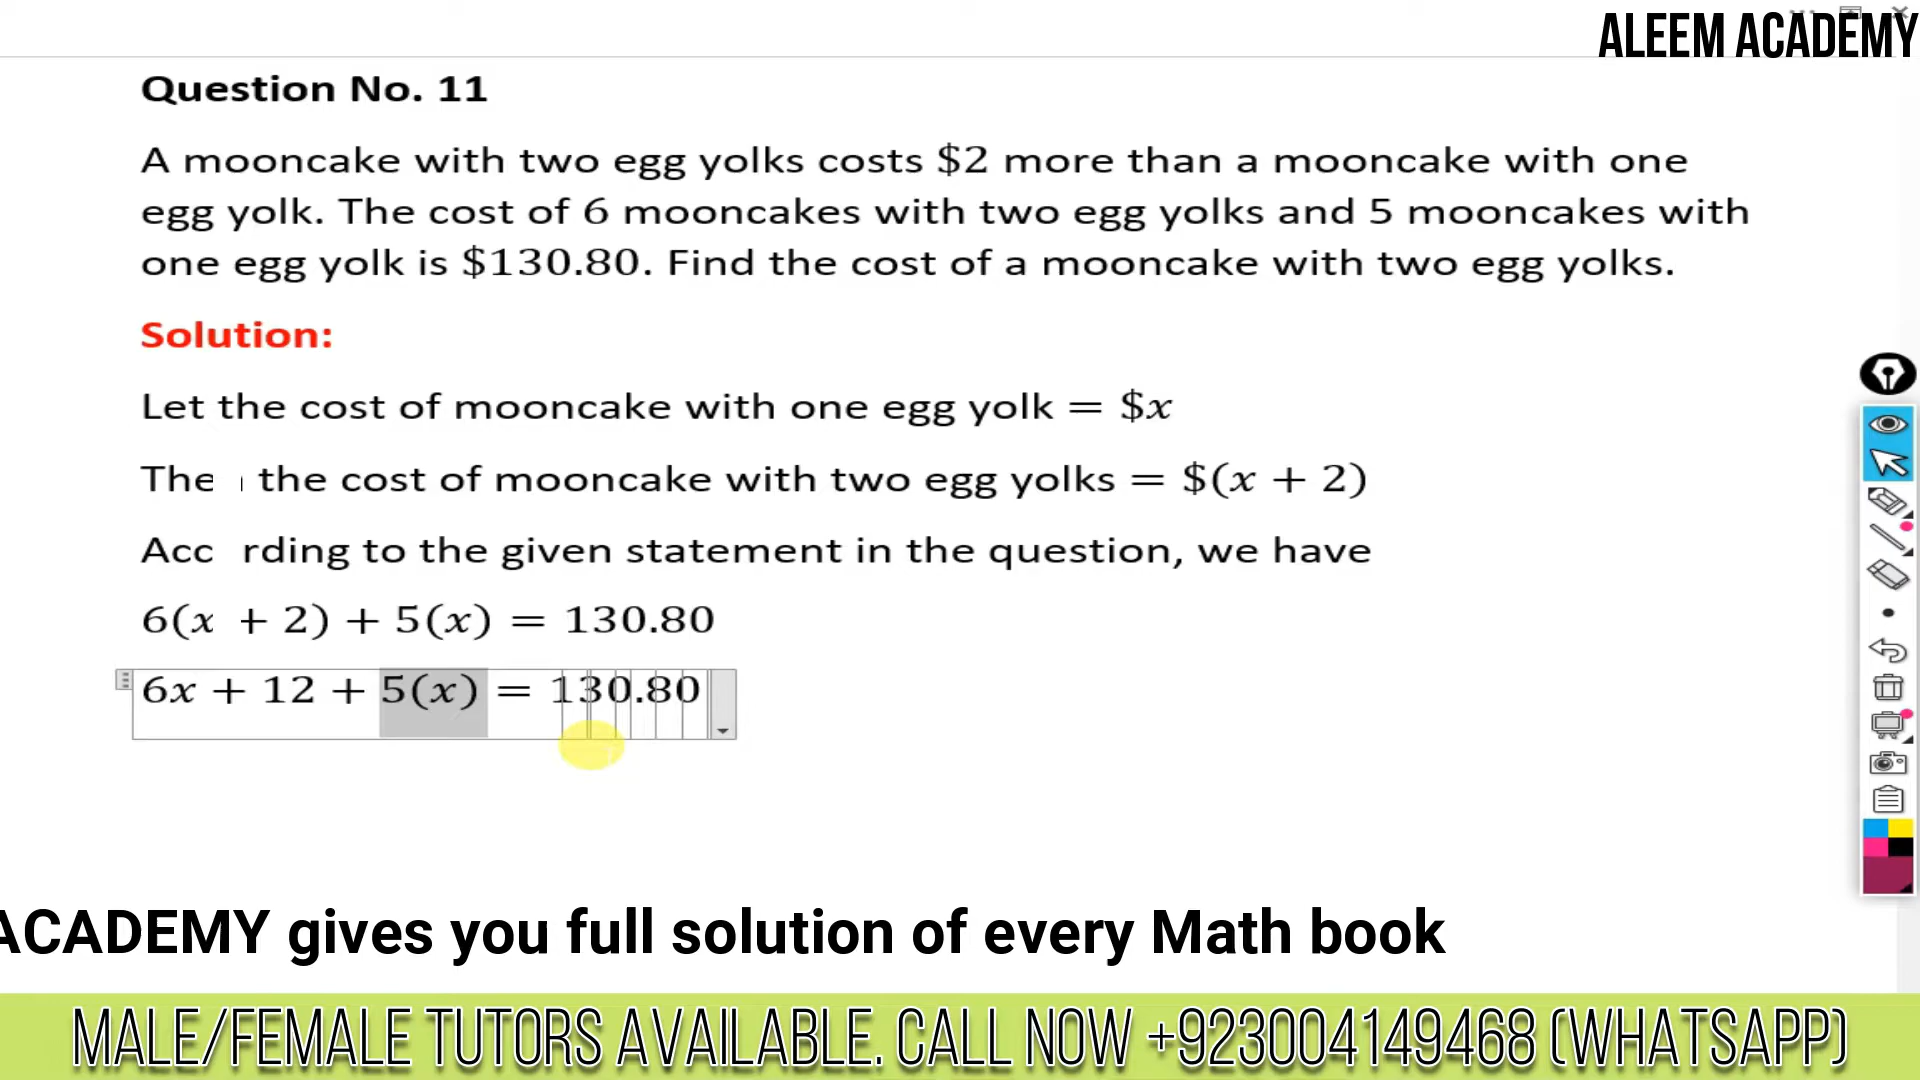 ALEEM ACADEMY
Question No. 11
A mooncake with two egg yolks costs $2 more than a mooncake with one
egg yolk. The cost of 6 mooncakes with two egg yolks and 5 mooncakes with
one egg yolk is $130.80. Find the cost of a mooncake with two egg yolks.
Solution:
Let the cost of mooncake with one egg yolk = $x
The the cost of mooncake with two egg yolks = $(x + 2)
Acc rding to the given statement in the question, we have
6(x + 2) + 5(x) = 130.80
6x + 12 + 5(x) = 130.80
ACADEMY gives you full solution of every Math book
MALE/FEMALE TUTORS AVAILABLE. CALL NOW +923004149468 (WHATSAPP)